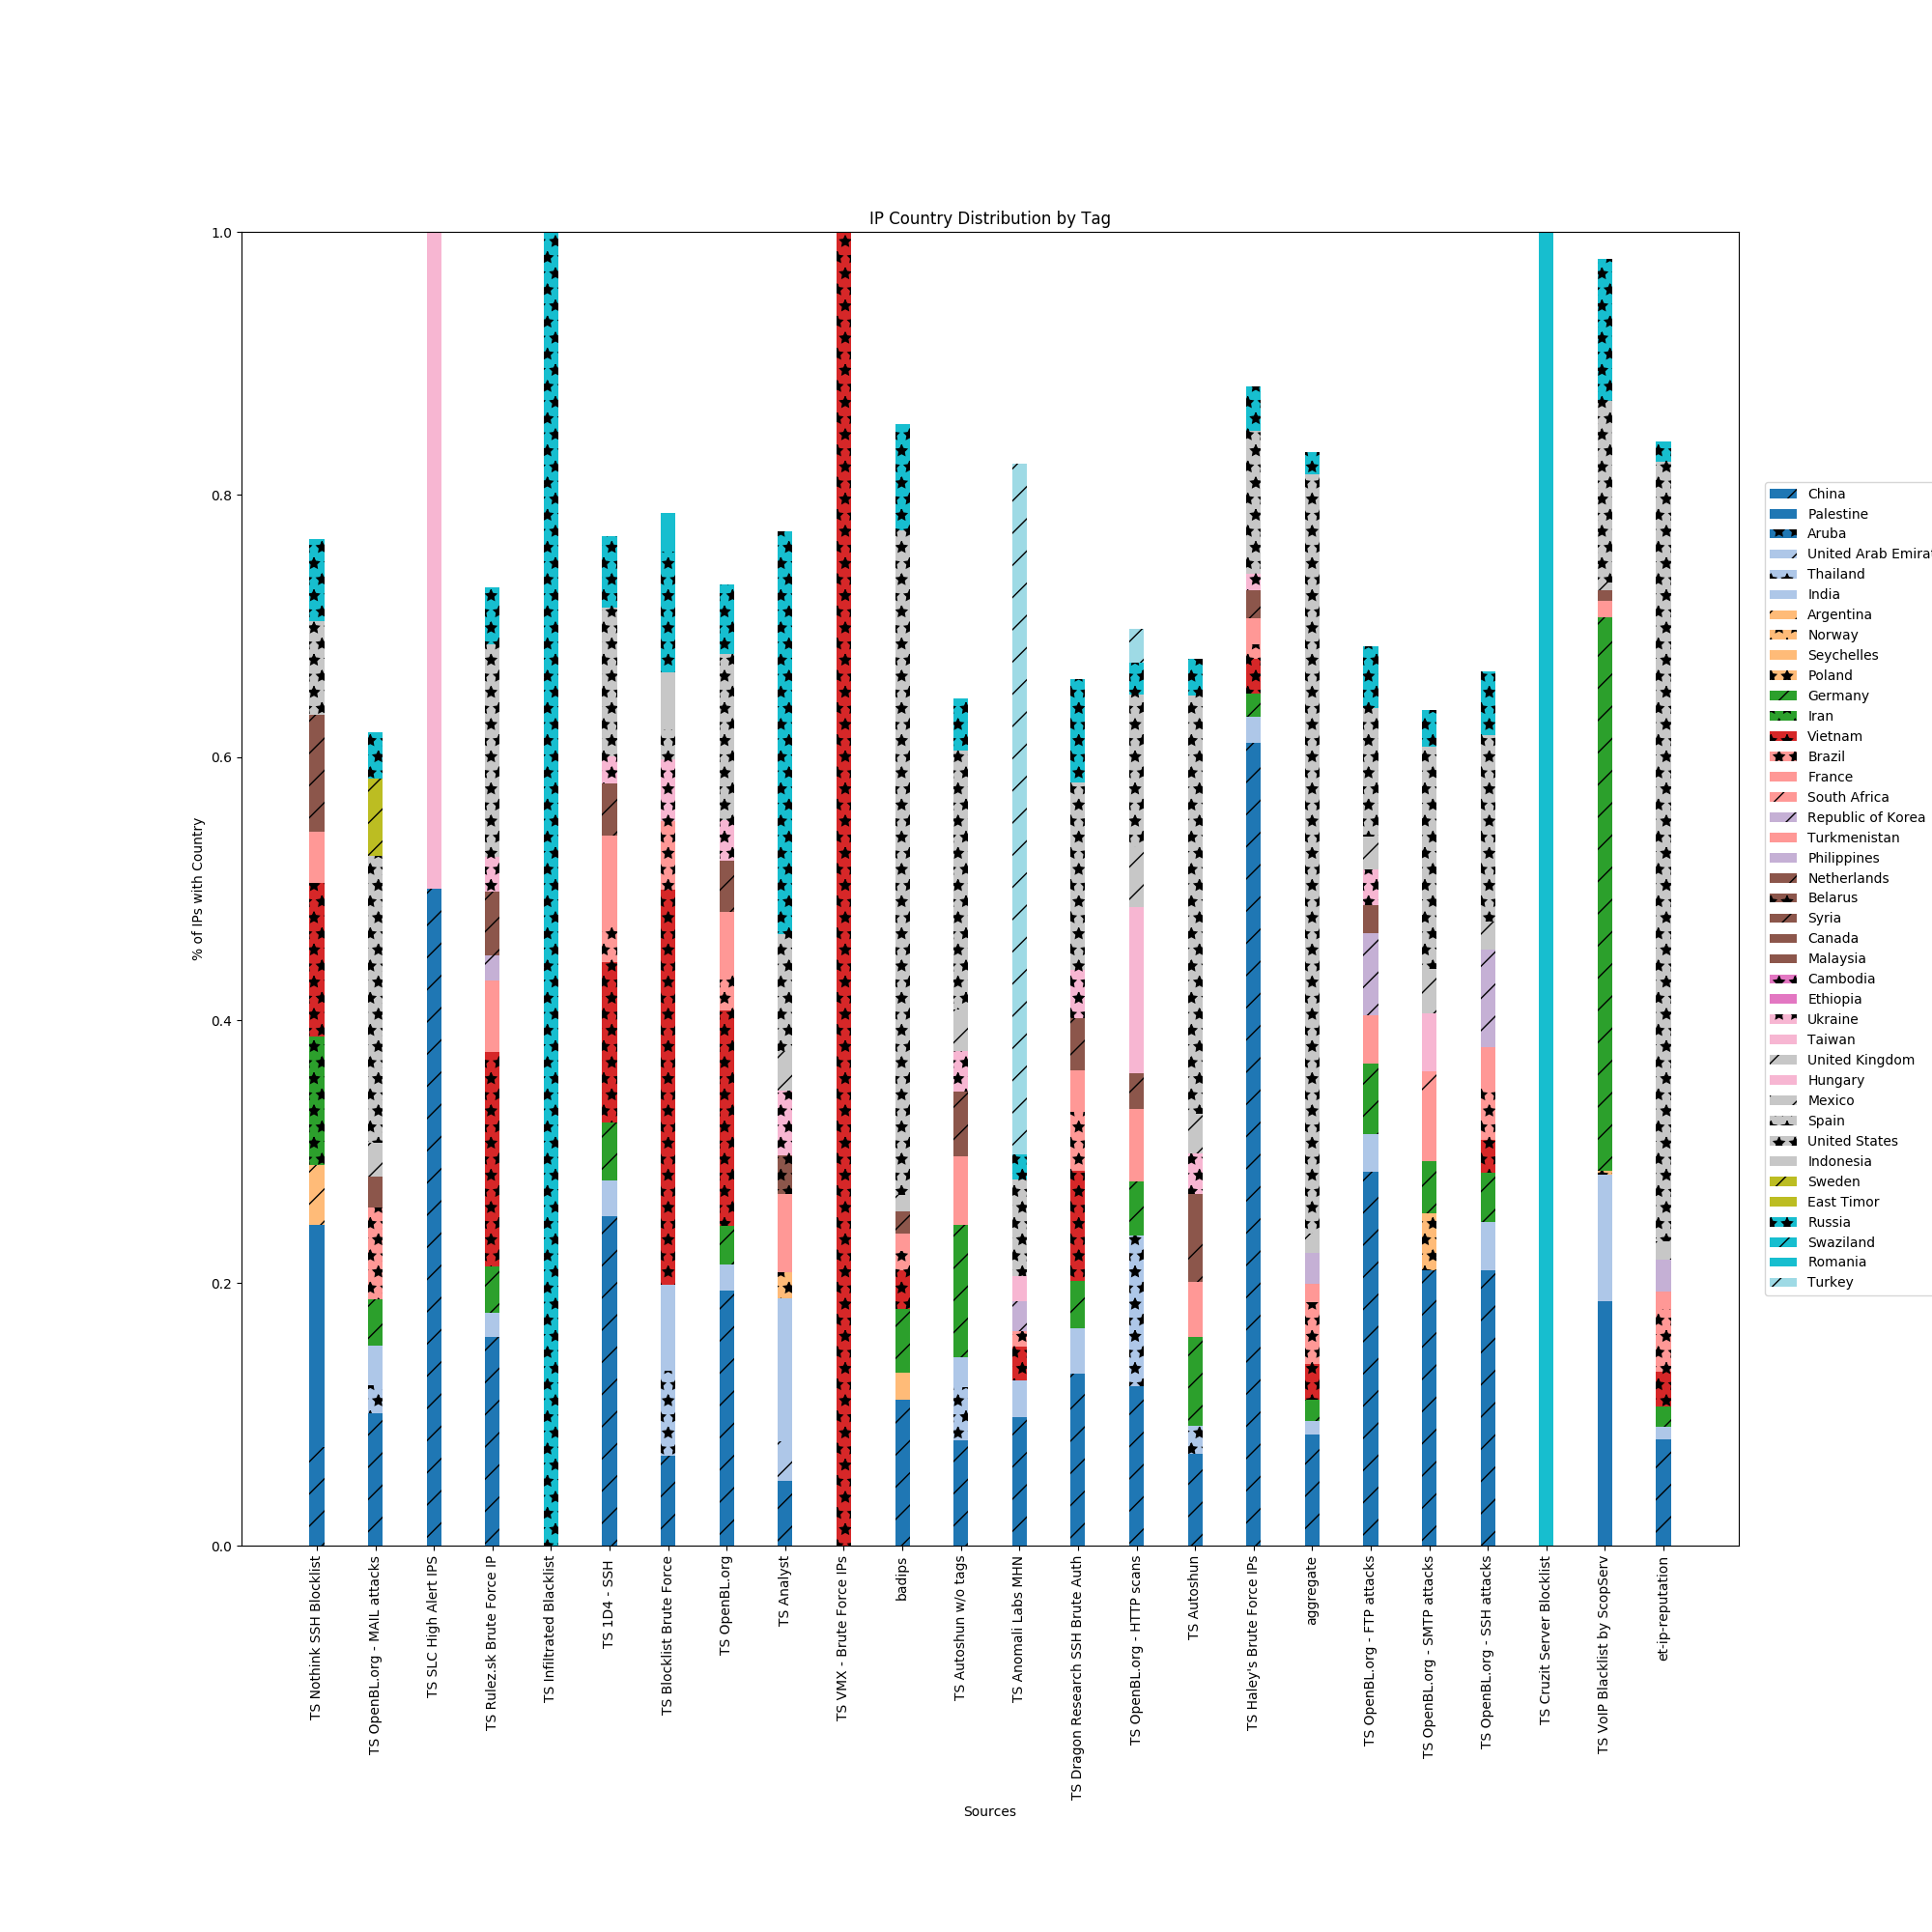 IP Country Distribution by Tag
1.0
0.8
0.6
0.4
0.2
0.0
% of IPs with Country
TS Nothink SSH Blocklist
TS OpenBL.org - MAIL attacks
TS SLC High Alert IPS
TS Rulez.sk Brute Force IP
TS Infiltrated Blacklist
TS 1D4 - SSH
TS Blocklist Brute Force
TS OpenBL.org
TS Analyst
TS VMX - Brute Force IPs
badips
TS Autoshun w/o tags
TS Anomali Labs MHN
TS Dragon Research SSH Brute Auth
TS OpenBL.org - HTTP scans
TS Autoshun
TS Haley's Brute Force IPs
aggregate
TS OpenBL.org - FTP attacks
TS OpenBL.org - SMTP attacks
TS OpenBL.org - SSH attacks
TS Cruzit Server Blocklist
TS VoIP Blacklist by ScopServ
et-ip-reputation
Sources
China
Palestine
Aruba
United Arab Emirat
Thailand
India
Argentina
Norway
Seychelles
Poland
Germany
Iran
Vietnam
Brazil
France
South Africa
Republic of Korea
Turkmenistan
Philippines
Netherlands
Belarus
Syria
Canada
Malaysia
Cambodia
Ethiopia
Ukraine
Taiwan
United Kingdom
Hungary
Mexico
Spain
United States
Indonesia
Sweden
East Timor
Russia
Swaziland
Romania
Turkey